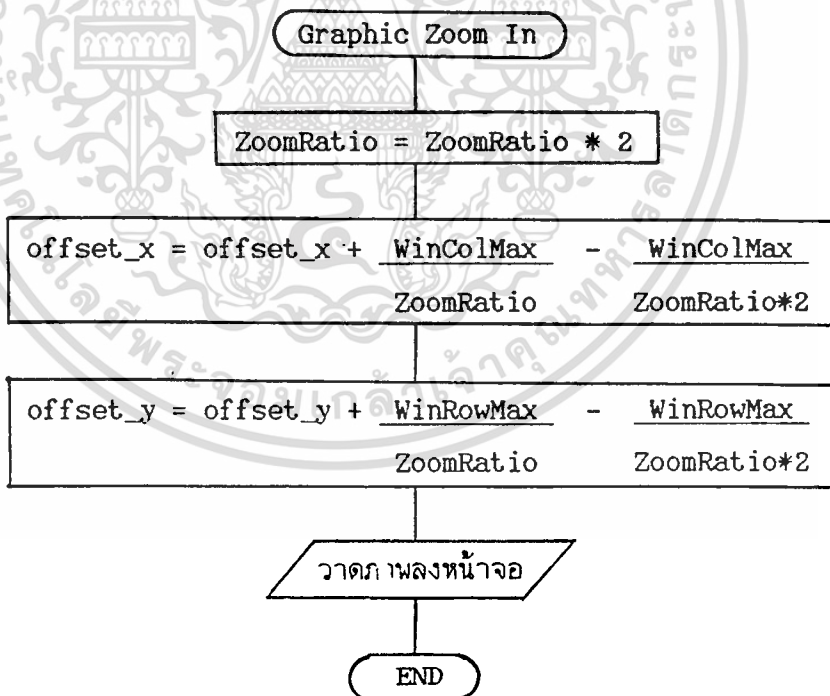 Graphic Zoom In
ZoomRatio = ZoomRatio * 2
offset_x = offset_x + WinColMax - WinColMax
ZoomRatio ZoomRatio*2
offset_y = offset_y + WinRowMax - WinRowMax
ZoomRatio ZoomRatio*2
วาดภาพลงหน้าจอ
END